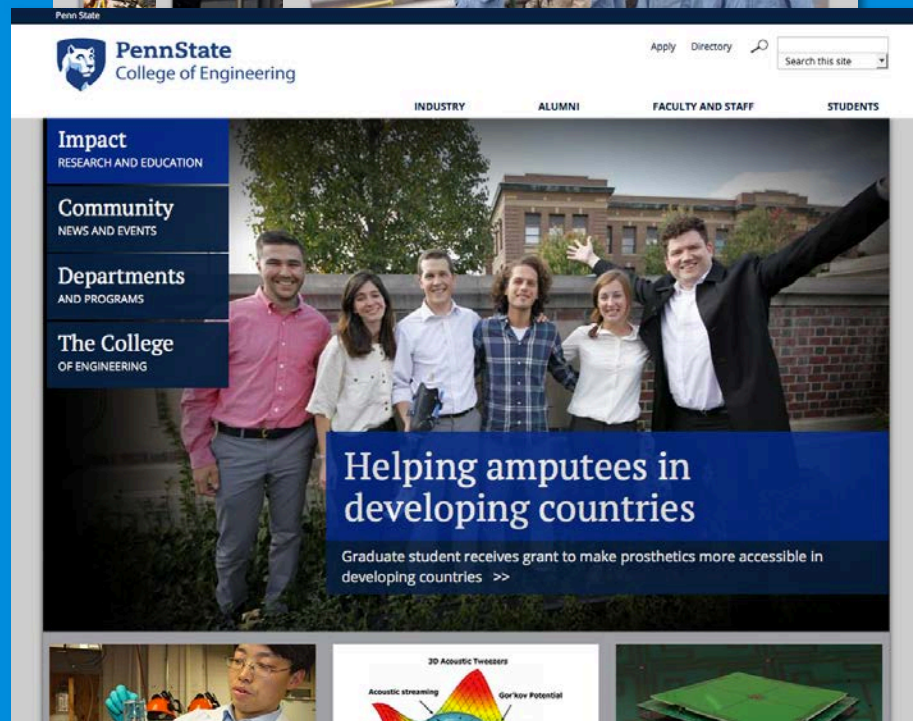 Penn State
PennState
College of Engineering
Apply Directory
Search this site
INDUSTRY ALUMNI FACULTY AND STAFF STUDENTS
Impact
RESEARCH AND EDUCATION
Community
NEWS AND EVENTS
Departments
AND PROGRAMS
The College
OF ENGINEERING
Helping amputees in
developing countries
Graduate student receives grant to make prosthetics more accessible in
developing countries >>
3D Acoustic Tweezers
Acoustic streaming
Gor'kov Potential